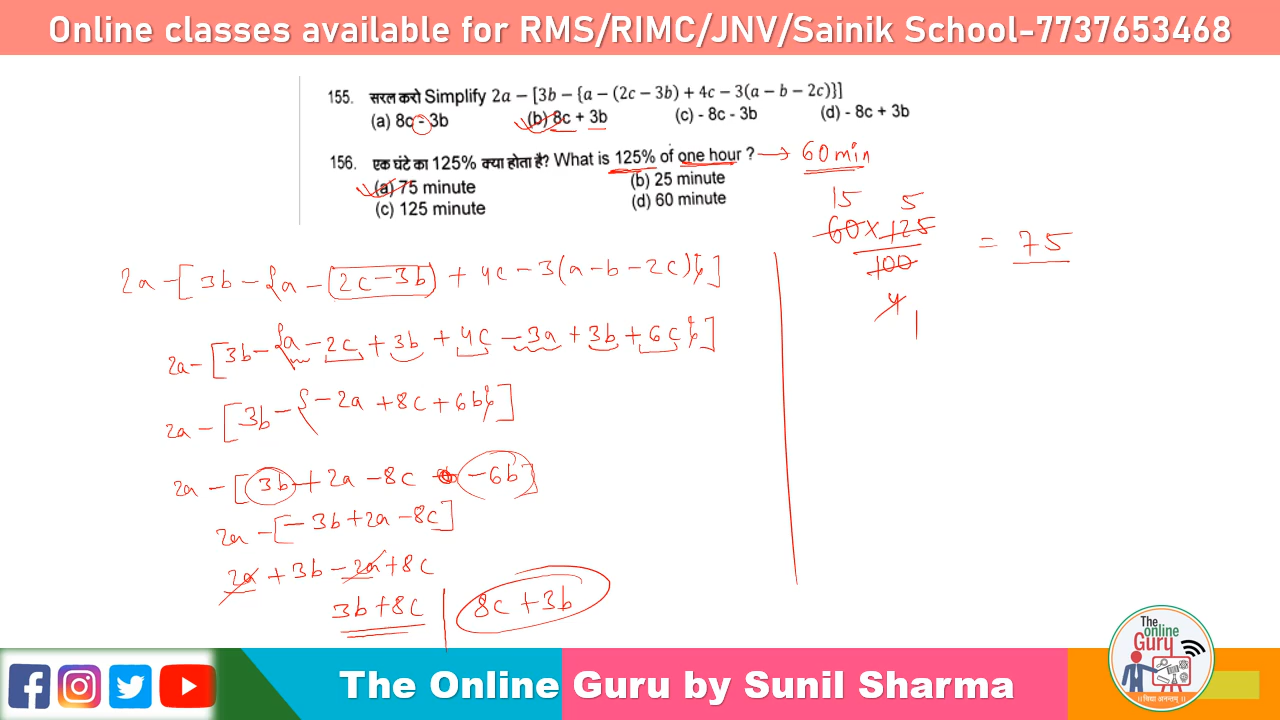 Online classes available for RMS/RIMC/JNV/Sainik School-7737653468
155. सरल करो Simplify 2a − [3b − {a − (2c − 3b) + 4c − 3(a − b − 2c)}]
(a) 8c - 3b (b) 8c + 3b (c) - 8c - 3b (d) - 8c + 3b
156. एक घंटे का 125% क्या होता है? What is 125% of one hour ? → 60 min
(a) 75 minute (b) 25 minute
(c) 125 minute (d) 60 minute
15 5
60 × 125
100
= 75
4
1
2a − [3b − {a − (2c − 3b) + 4c − 3(a − b − 2c)}]
2a − [3b − {a − 2c + 3b + 4c − 3a + 3b + 6c}]
2a − [3b − {−2a + 8c + 6b}]
2a − [3b + 2a − 8c − 6b]
2a − [−3b + 2a − 8c]
2a + 3b − 2a + 8c
3b + 8c 8c + 3b
The Online Guru by Sunil Sharma
The
online
Guru
॥ विद्या अनन्तम् ॥